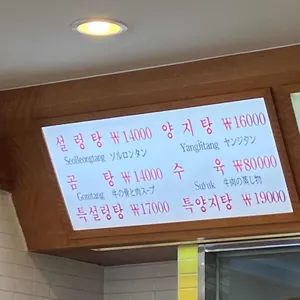 설렁탕 ₩14000 양지탕 ₩16000
Seolleongtang ソルロンタン Yangjitang ヤンジタン
곰탕 ₩14000 수육 ₩80000
Gomtang 牛の骨と肉スープ Suyuk 牛肉の蒸し物
특설렁탕 ₩17000 특양지탕 ₩19000